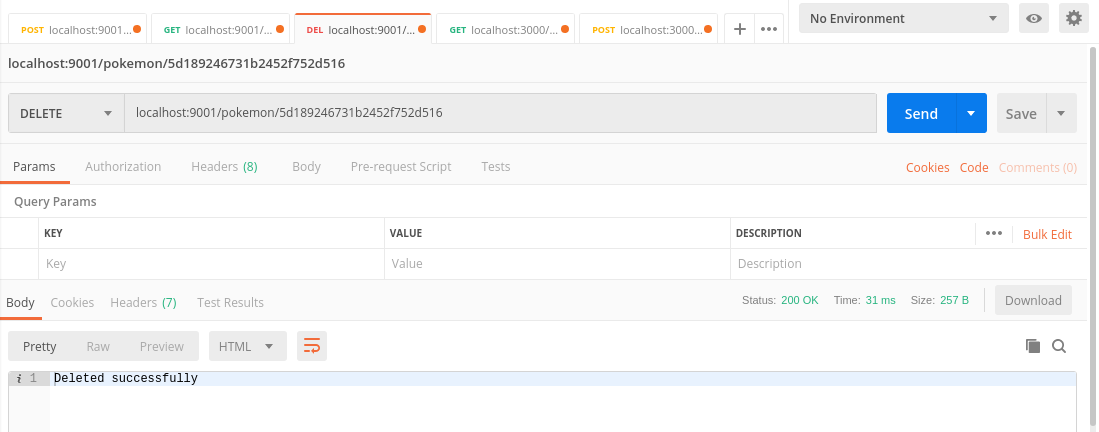 POST localhost:9001... GET localhost:9001/... DEL localhost:9001/... GET localhost:3000/... POST localhost:3000... + ••• No Environment
localhost:9001/pokemon/5d189246731b2452f752d516
DELETE localhost:9001/pokemon/5d189246731b2452f752d516 Send Save
Params Authorization Headers (8) Body Pre-request Script Tests Cookies Code Comments (0)
Query Params
KEY VALUE DESCRIPTION ••• Bulk Edit
Key Value Description
Body Cookies Headers (7) Test Results Status: 200 OK Time: 31 ms Size: 257 B Download
Pretty Raw Preview HTML
i 1 Deleted successfully